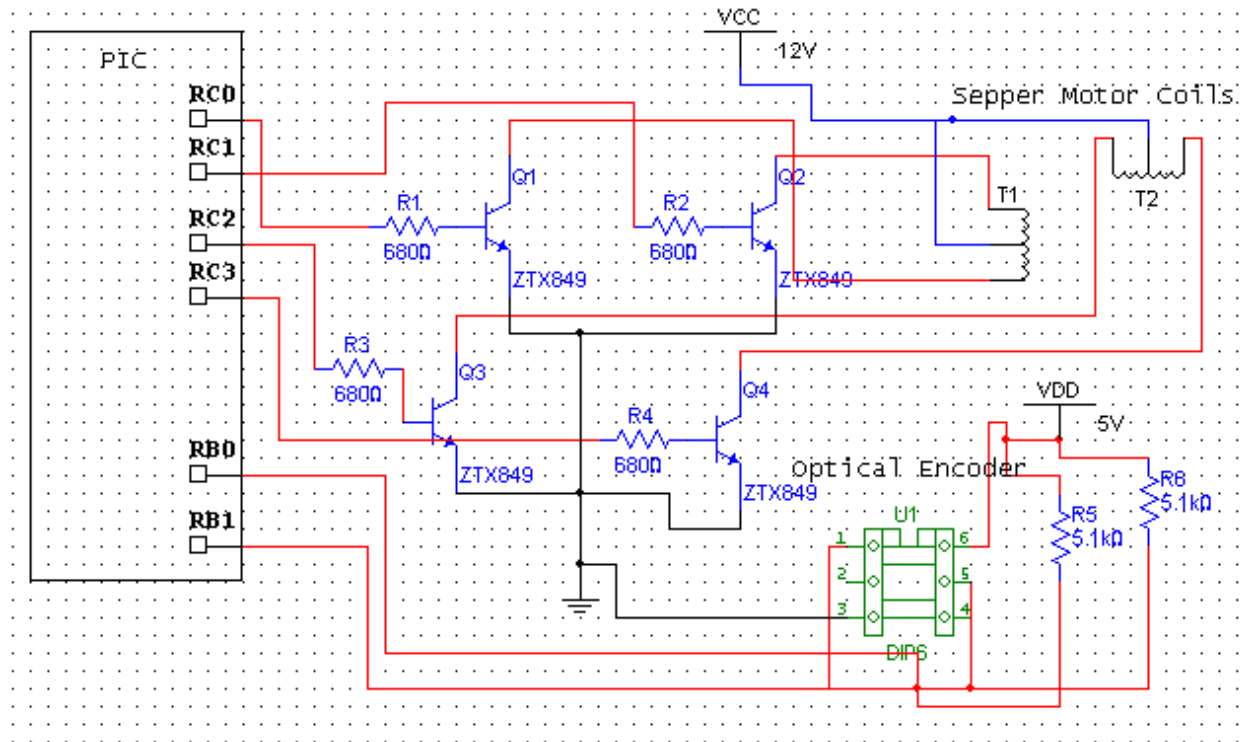 VCC
12V
PIC
Sepper Motor Coils
RC0
RC1
Q1
Q2
T1
T2
R1
R2
RC2
680Ω
680Ω
RC3
ZTX849
ZTX849
R3
Q3
680Ω
Q4
VDD
5V
R4
680Ω
RB0
ZTX849
Optical Encoder
R6
5.1kΩ
ZTX849
RB1
U1
R5
5.1kΩ
1
6
2
5
3
4
DIP6